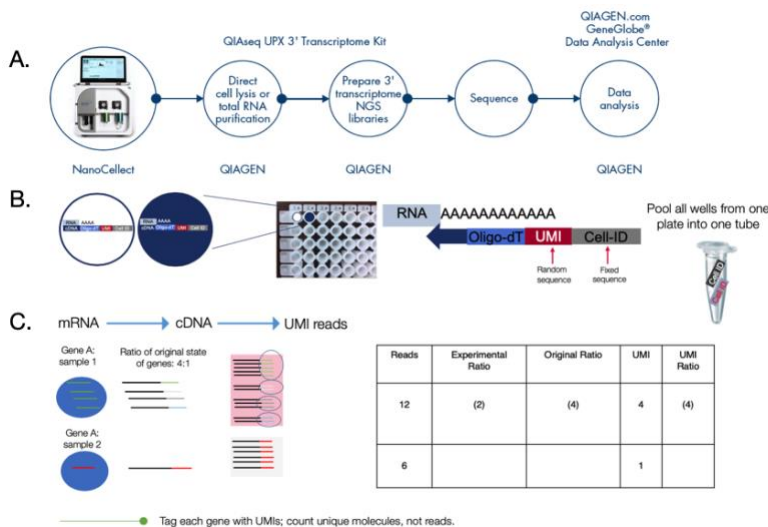 A.
QIAGEN.com
GeneGlobe®
Data Analysis Center
QIAseq UPX 3' Transcriptome Kit
Direct
cell lysis or
total RNA
purification
Prepare 3'
transcriptome
NGS
libraries
Sequence
Data
analysis
NanoCellect
QIAGEN
QIAGEN
QIAGEN
B.
RNA AAAA
cDNA Oligo-dT UMI Cell-ID
RNA AAAA
cDNA Oligo-dT UMI Cell-ID
RNA AAAAAAAAAAAAA
Oligo-dT UMI Cell-ID
Random
sequence
Fixed
sequence
Pool all wells from one
plate into one tube
Cell ID
Cell ID
C.
mRNA cDNA UMI reads
Gene A:
sample 1
Ratio of original state
of genes: 4:1
Gene A:
sample 2
Reads Experimental Ratio Original Ratio UMI UMI Ratio
12 (2) (4) 4 (4)
6 1
Tag each gene with UMIs; count unique molecules, not reads.